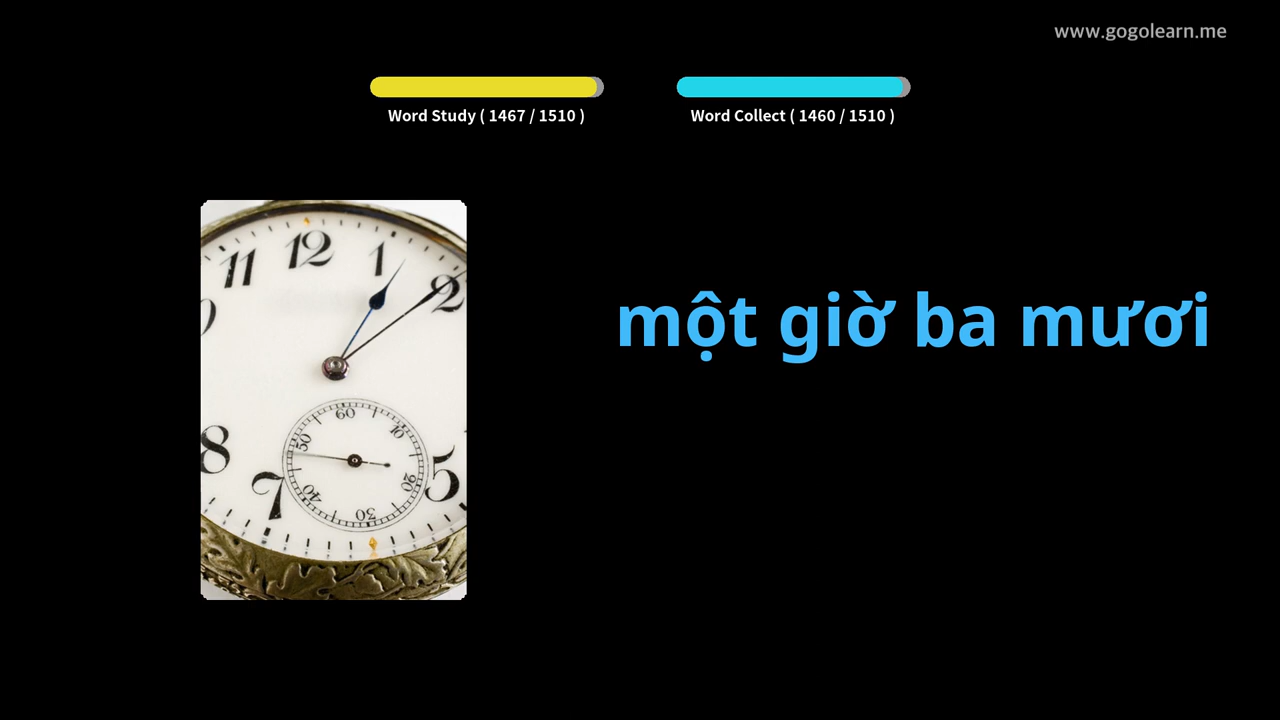 www.gogolearn.me
Word Study ( 1467 / 1510 )
Word Collect ( 1460 / 1510 )
một giờ ba mươi
11 12 1 2
8 7 5
60 10 20 30 40 50